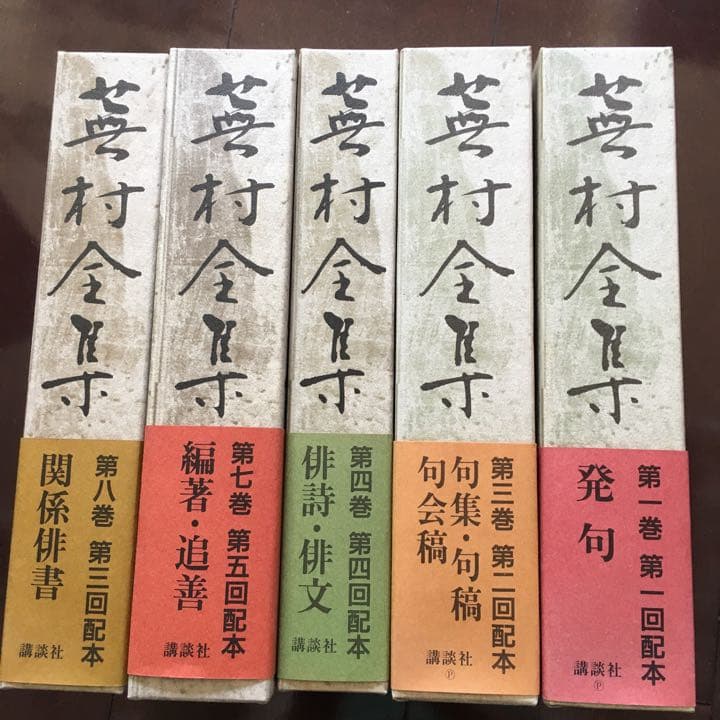 蕪村全集
第一巻 第一回配本
発句
講談社
Ⓟ
蕪村全集
第三巻 第二回配本
句集・句稿
句会稿
講談社
Ⓟ
蕪村全集
第四巻 第四回配本
俳詩・俳文
講談社
蕪村全集
第七巻 第五回配本
編著・追善
講談社
蕪村全集
第八巻 第三回配本
関係俳書
講談社